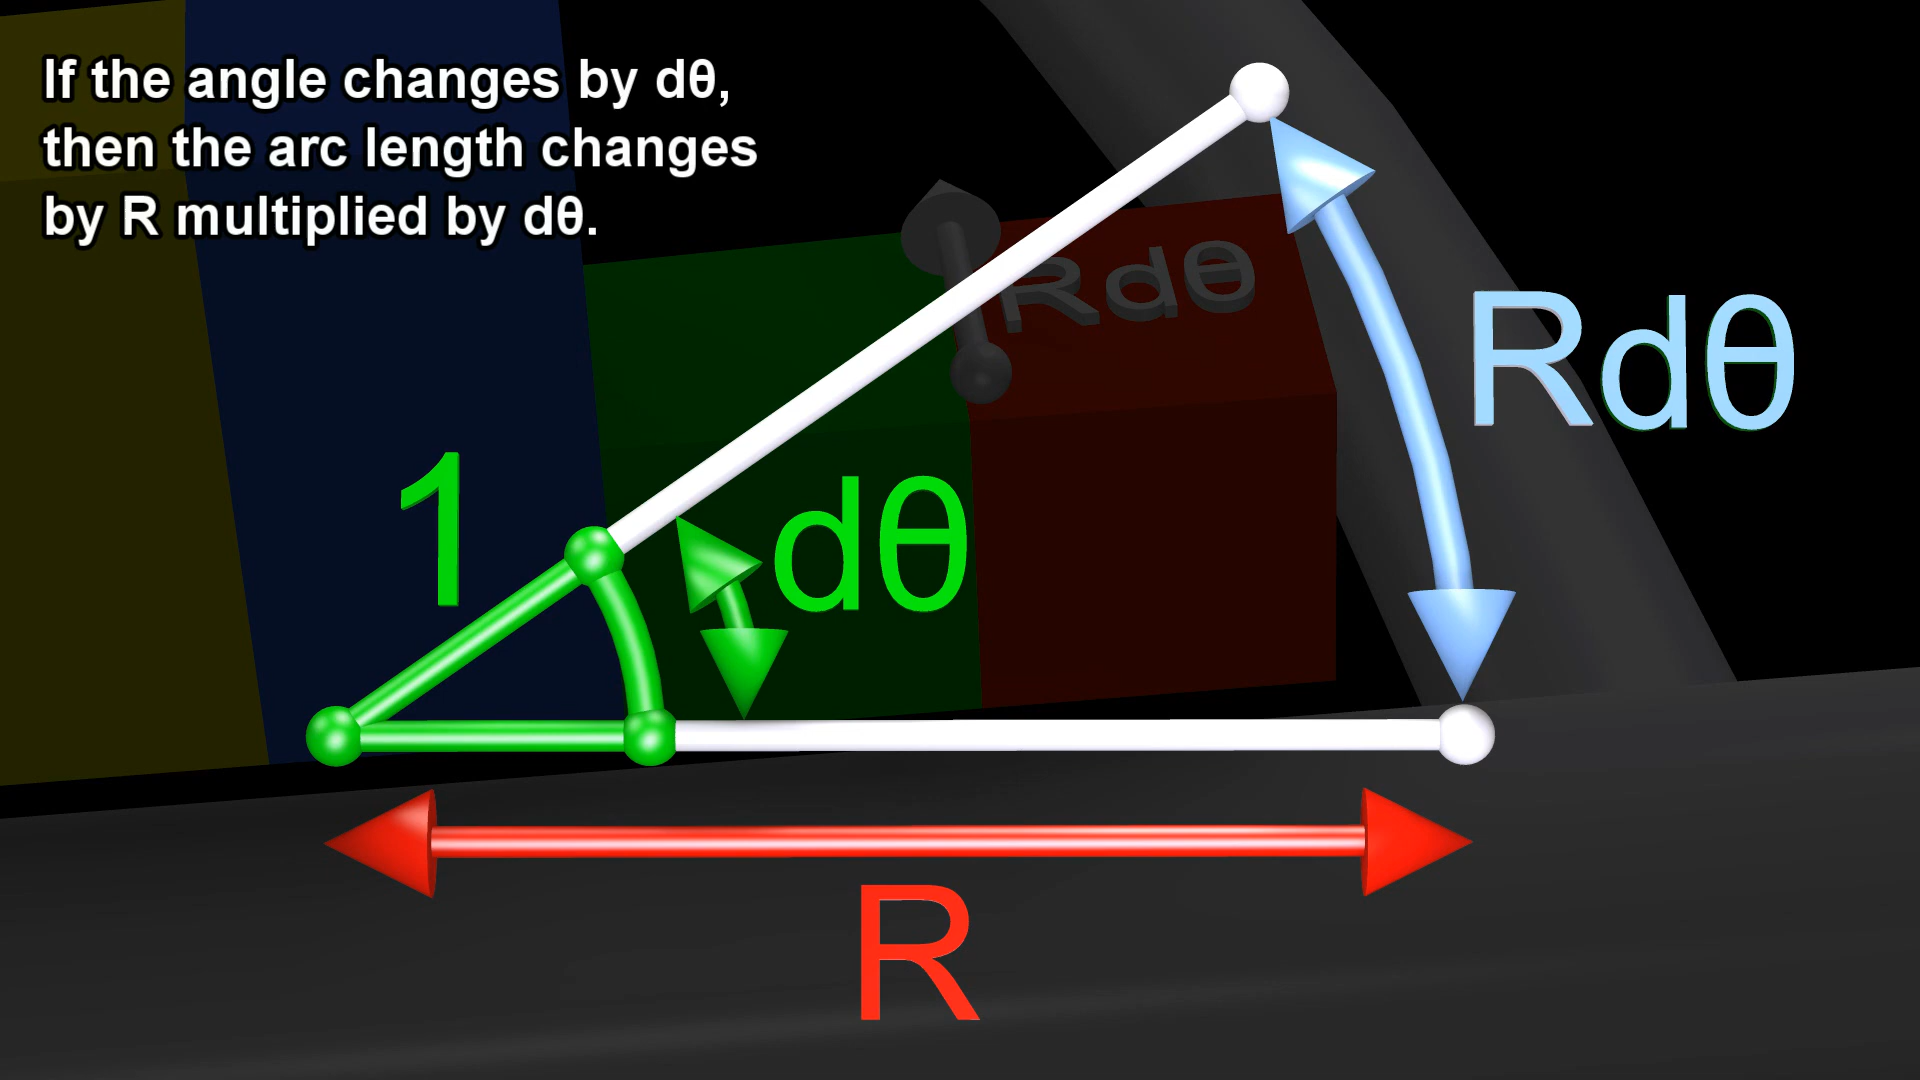 If the angle changes by dθ,
then the arc length changes
by R multiplied by dθ.
Rdθ
Rdθ
1
dθ
R